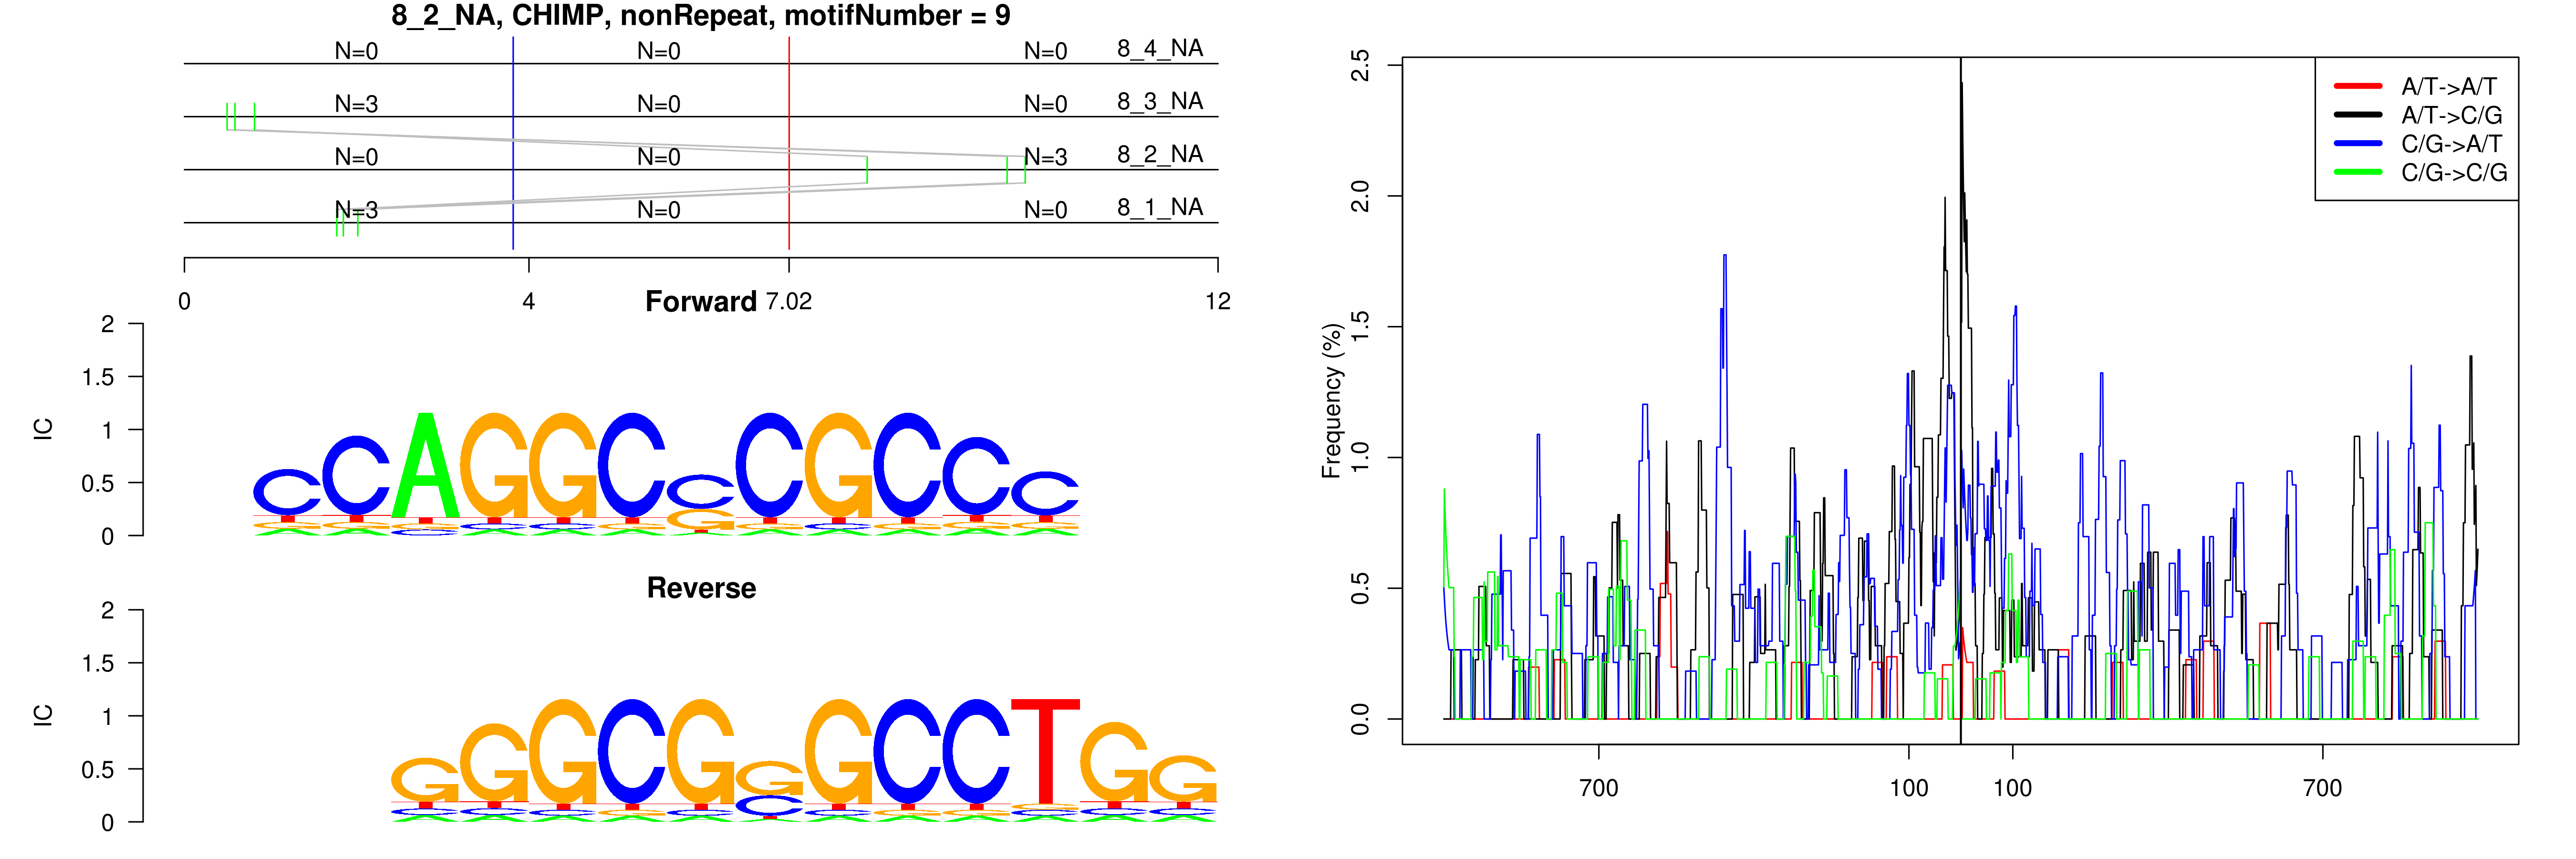 8_2_NA, CHIMP, nonRepeat, motifNumber = 9
N=0 N=0 N=0 8_4_NA
N=3 N=0 N=0 8_3_NA
N=0 N=0 N=3 8_2_NA
N=3 N=0 N=0 8_1_NA
0 4 7.02 12
Forward
2
1.5
1
0.5
0
IC
CCAGGCCCGCCC
Reverse
2
1.5
1
0.5
0
IC
GGGCGGGCCTGG
2.5
2.0
1.5
1.0
0.5
0.0
Frequency (%)
700 100 100 700
A/T->A/T
A/T->C/G
C/G->A/T
C/G->C/G